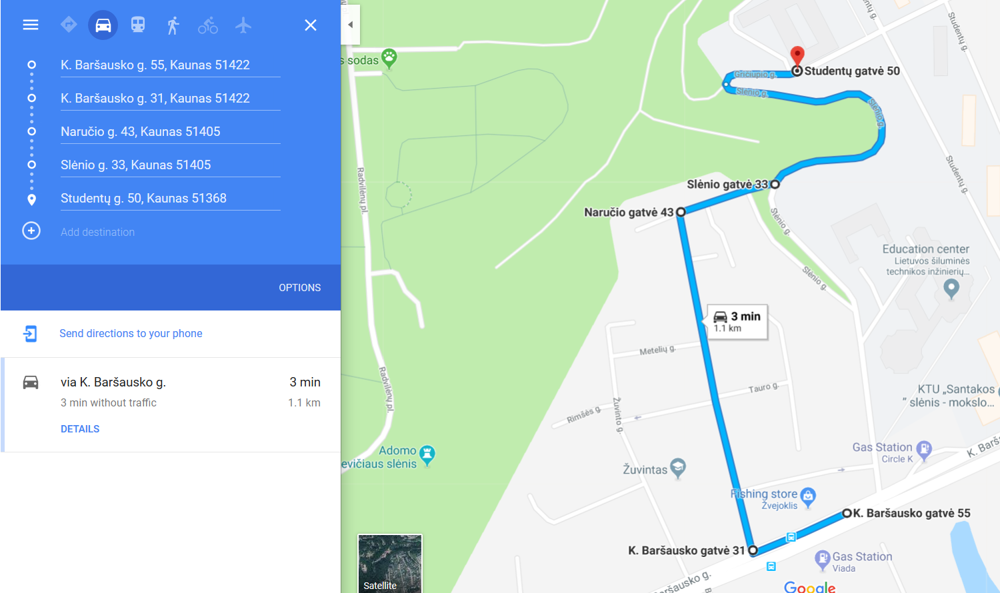 K. Baršausko g. 55, Kaunas 51422
K. Baršausko g. 31, Kaunas 51422
Naručio g. 43, Kaunas 51405
Slėnio g. 33, Kaunas 51405
Studentų g. 50, Kaunas 51368
Add destination
OPTIONS
Send directions to your phone
via K. Baršausko g.
3 min
3 min without traffic
1.1 km
DETAILS
s sodas
Radvilėnų pl.
Radvilėnų pl.
Adomo
evičiaus slėnis
Satellite
ntų g.
Studentų g.
Studentų gatvė 50
Gričiupio g.
Slėnio g.
Slėnio g.
Studentų g.
Slėnio gatvė 33
Naručio gatvė 43
Slėnio g.
Slėnio g.
Education center
Lietuvos šiluminės
technikos inžinierių...
3 min
1.1 km
Metelių g.
Tauro g.
Rimšės g.
Žuvinto g.
KTU „Santakos
“ slėnis - mokslo...
Gas Station
Circle K
K. Barša
Žuvintas
Fishing store
Žvejoklis
K. Baršausko gatvė 55
K. Baršausko gatvė 31
Gas Station
Viada
Baršausko g.
Google